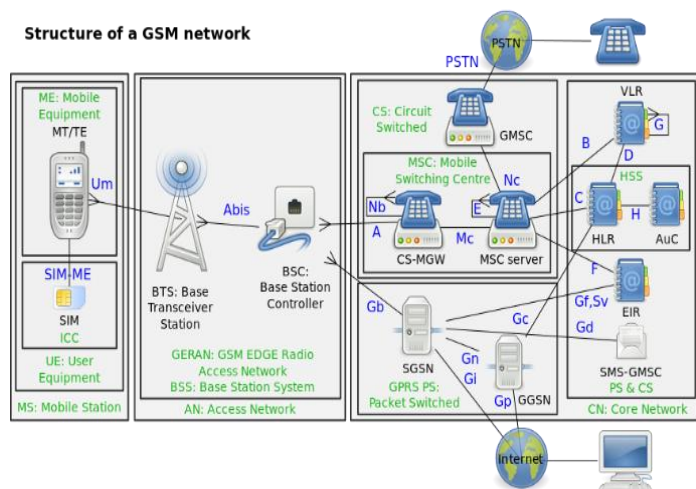 Structure of a GSM network
PSTN
PSTN
ME: Mobile
Equipment
MT/TE
Um
SIM-ME
SIM
ICC
UE: User
Equipment
MS: Mobile Station
Abis
BTS: Base
Transceiver
Station
BSC:
Base Station
Controller
GERAN: GSM EDGE Radio
Access Network
BSS: Base Station System
AN: Access Network
CS: Circuit
Switched
GMSC
MSC: Mobile
Switching Centre
Nc
Nb
E
A
Mc
CS-MGW
MSC server
VLR
G
B
D
HSS
C
H
HLR
AuC
F
EIR
Gf,Sv
Gd
Gb
Gc
SGSN
Gn
Gi
GPRS PS:
Packet Switched
Gp
GGSN
SMS-GMSC
PS & CS
CN: Core Network
Internet